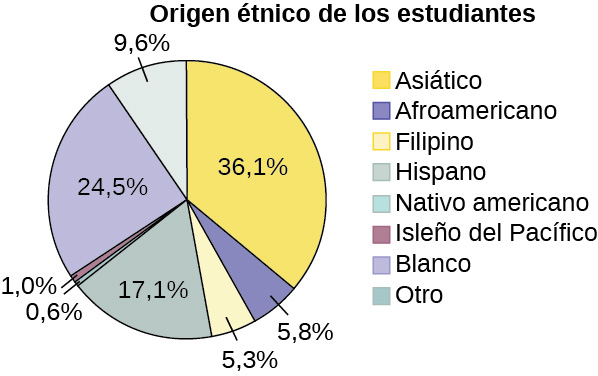 Origen étnico de los estudiantes
9,6%
36,1%
24,5%
17,1%
1,0%
0,6%
5,3%
5,8%
Asiático
Afroamericano
Filipino
Hispano
Nativo americano
Isleño del Pacífico
Blanco
Otro